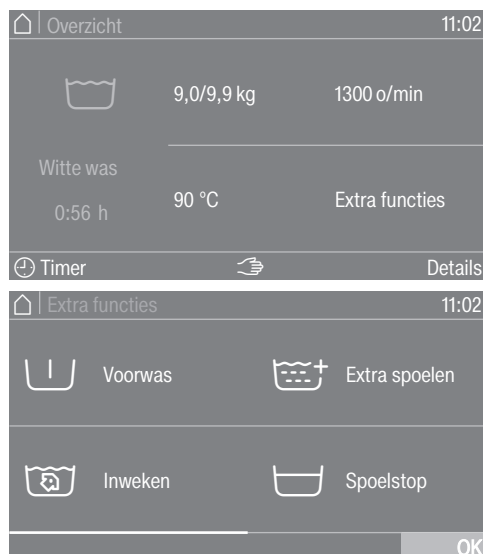 Overzicht 11:02
9,0/9,9 kg 1300 o/min
Witte was
0:56 h
90 °C Extra functies
Timer Details
Extra functies 11:02
Voorwas Extra spoelen
Inweken Spoelstop
OK